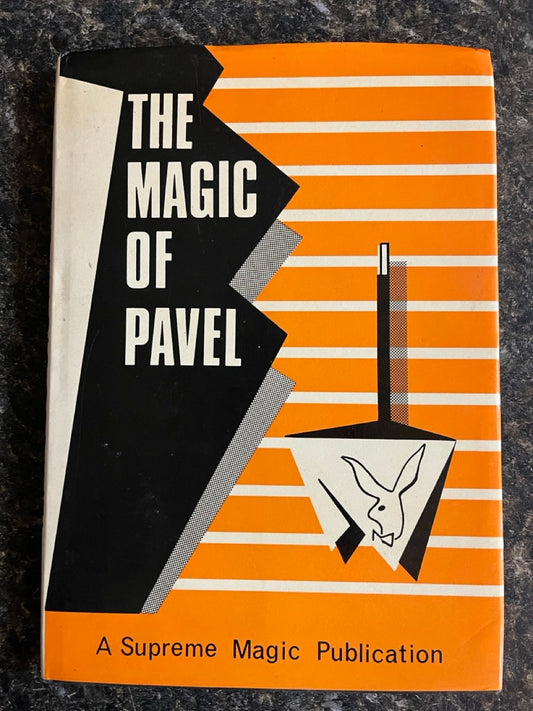 THE
MAGIC
OF
PAVEL
A Supreme Magic Publication